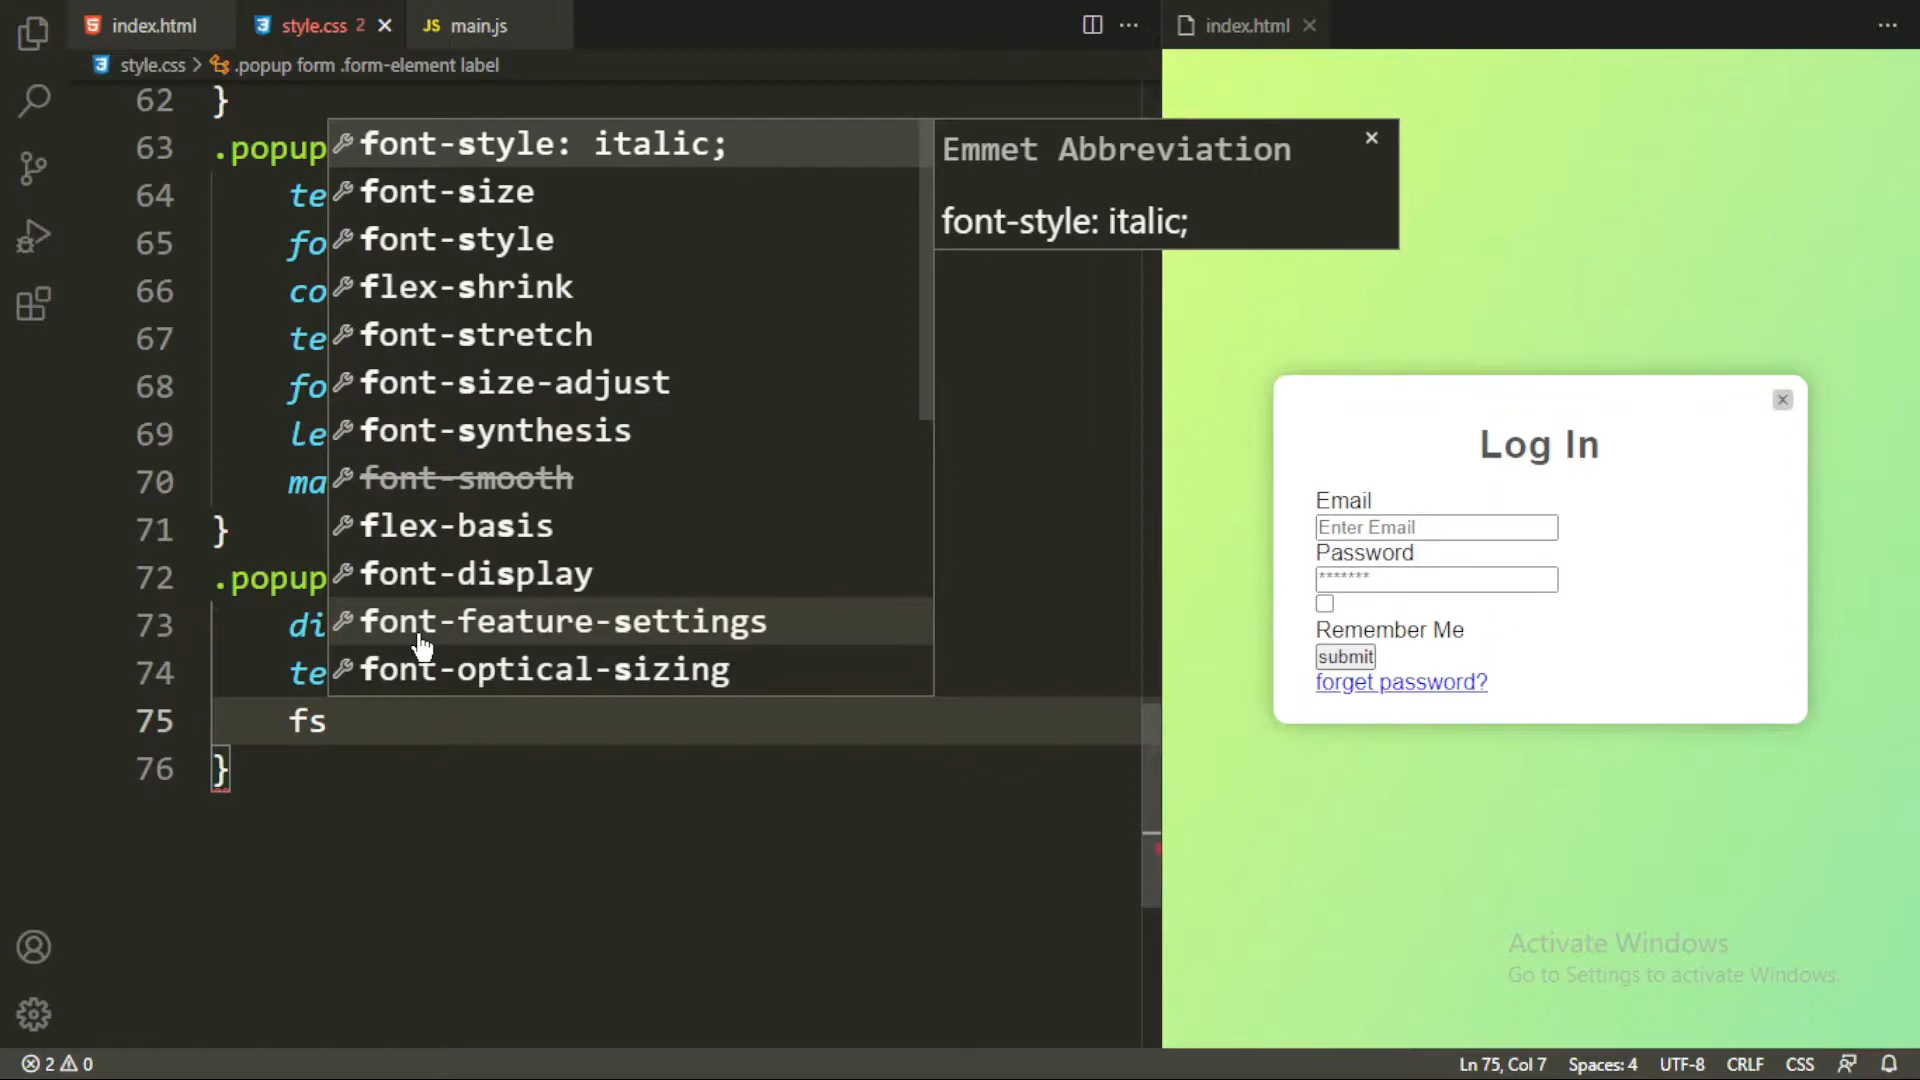 index.html
style.css 2
JS main.js
index.html
style.css > .popup form .form-element label
62 }
63 .popup
64 te
65 fo
66 co
67 te
68 fo
69 le
70 ma
71 }
72 .popup
73 di
74 te
75 fs
76 }
font-style: italic;
font-size
font-style
flex-shrink
font-stretch
font-size-adjust
font-synthesis
font-smooth
flex-basis
font-display
font-feature-settings
font-optical-sizing
Emmet Abbreviation
font-style: italic;
Log In
Email
Enter Email
Password
*******
Remember Me
submit
forget password?
Activate Windows
Go to Settings to activate Windows.
2 0
Ln 75, Col 7 Spaces: 4 UTF-8 CRLF CSS